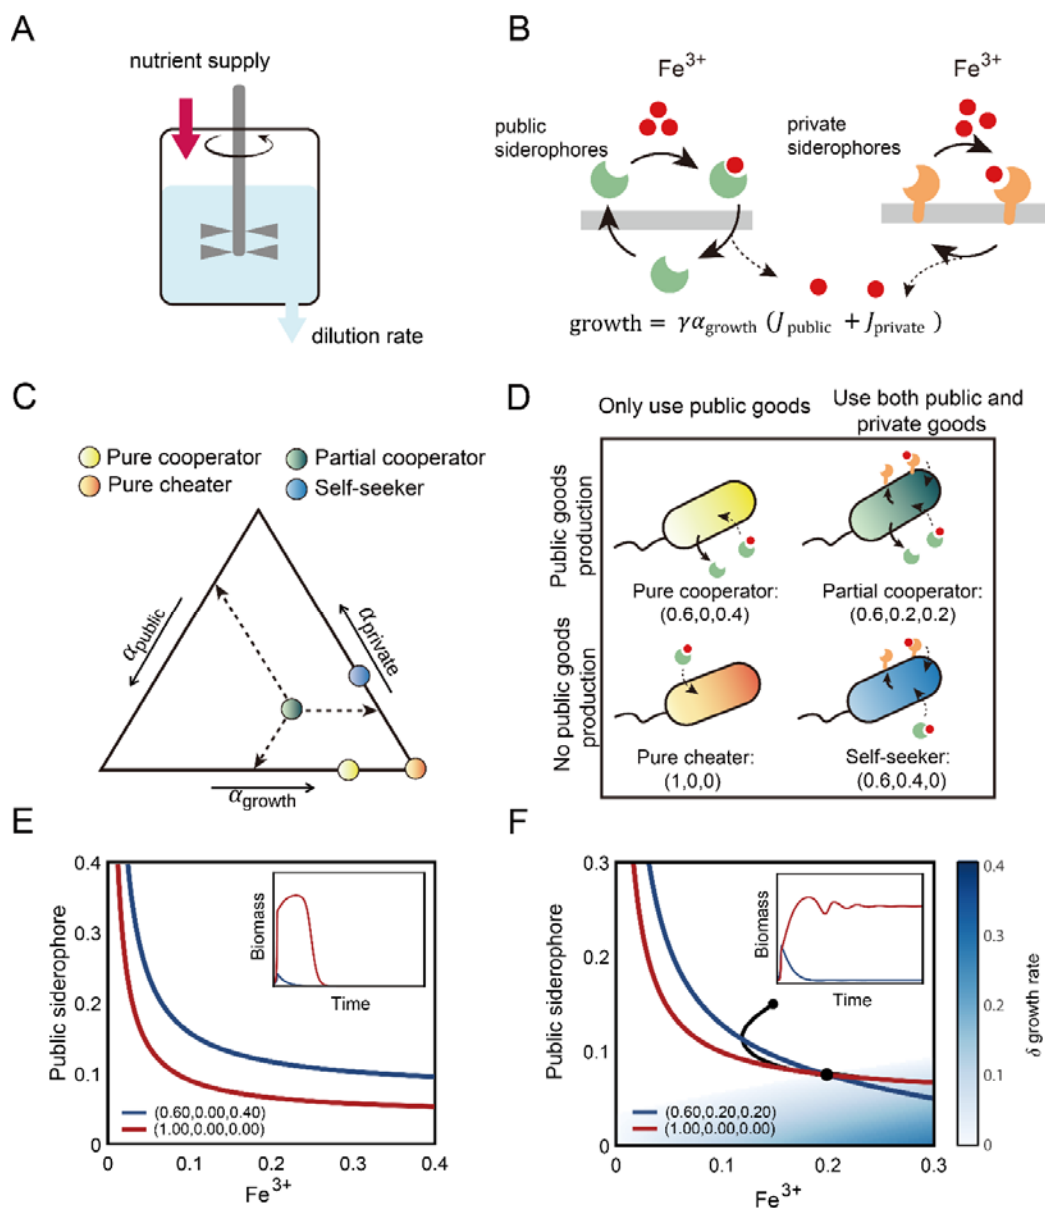 A
nutrient supply
dilution rate
B
Fe3+
Fe3+
public
siderophores
private
siderophores
growth = γαgrowth (Jpublic + Jprivate )
C
Pure cooperator
Partial cooperator
Pure cheater
Self-seeker
αpublic
αprivate
αgrowth
D
Only use public goods
Use both public and
private goods
Public goods
production
No public goods
production
Pure cooperator:
(0.6,0,0.4)
Partial cooperator:
(0.6,0.2,0.2)
Pure cheater:
(1,0,0)
Self-seeker:
(0.6,0.4,0)
E
Public siderophore
0.4
0.3
0.2
0.1
0
Biomass
Time
(0.60,0.00,0.40)
(1.00,0.00,0.00)
0
0.1
0.2
0.3
0.4
Fe3+
F
Public siderophore
0.3
0.2
0.1
0
Biomass
Time
(0.60,0.20,0.20)
(1.00,0.00,0.00)
0
0.1
0.2
0.3
Fe3+
0.4
0.3
0.2
0.1
0
δ growth rate